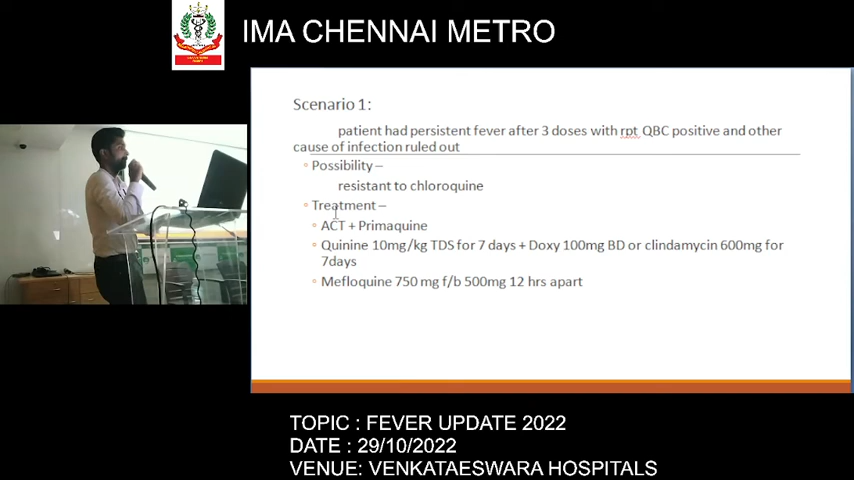 IMA CHENNAI METRO
Scenario 1:
patient had persistent fever after 3 doses with rpt QBC positive and other
cause of infection ruled out
Possibility –
resistant to chloroquine
Treatment –
ACT + Primaquine
Quinine 10mg/kg TDS for 7 days + Doxy 100mg BD or clindamycin 600mg for
7days
Mefloquine 750 mg f/b 500mg 12 hrs apart
TOPIC : FEVER UPDATE 2022
DATE : 29/10/2022
VENUE: VENKATAESWARA HOSPITALS